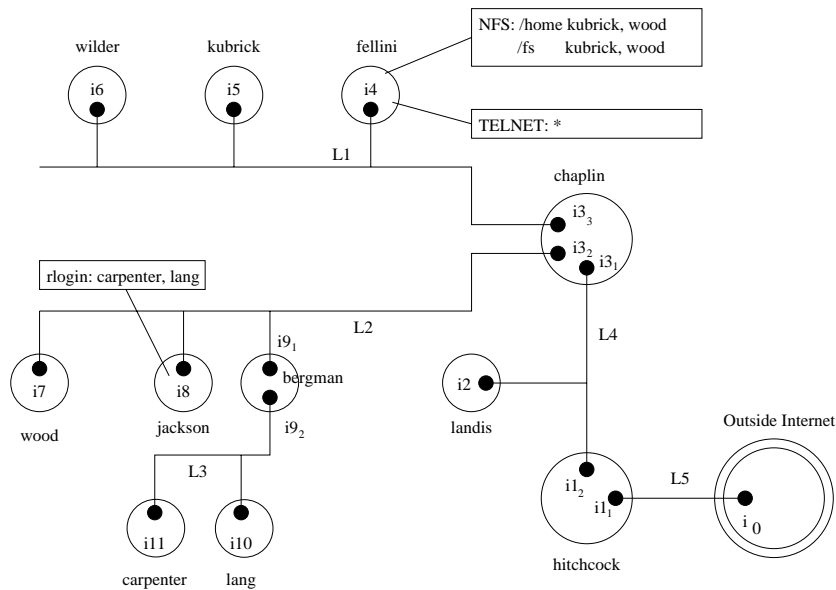 NFS: /home kubrick, wood
/fs kubrick, wood
wilder kubrick fellini
i6 i5 i4
TELNET: *
L1
chaplin
i3₃
i3₂
i3₁
rlogin: carpenter, lang
L2
L4
i9₁
bergman
i7 i8 i2
i9₂
wood jackson landis
Outside Internet
L3
L5
i1₂
i1₁
i₀
i11 i10
carpenter lang hitchcock